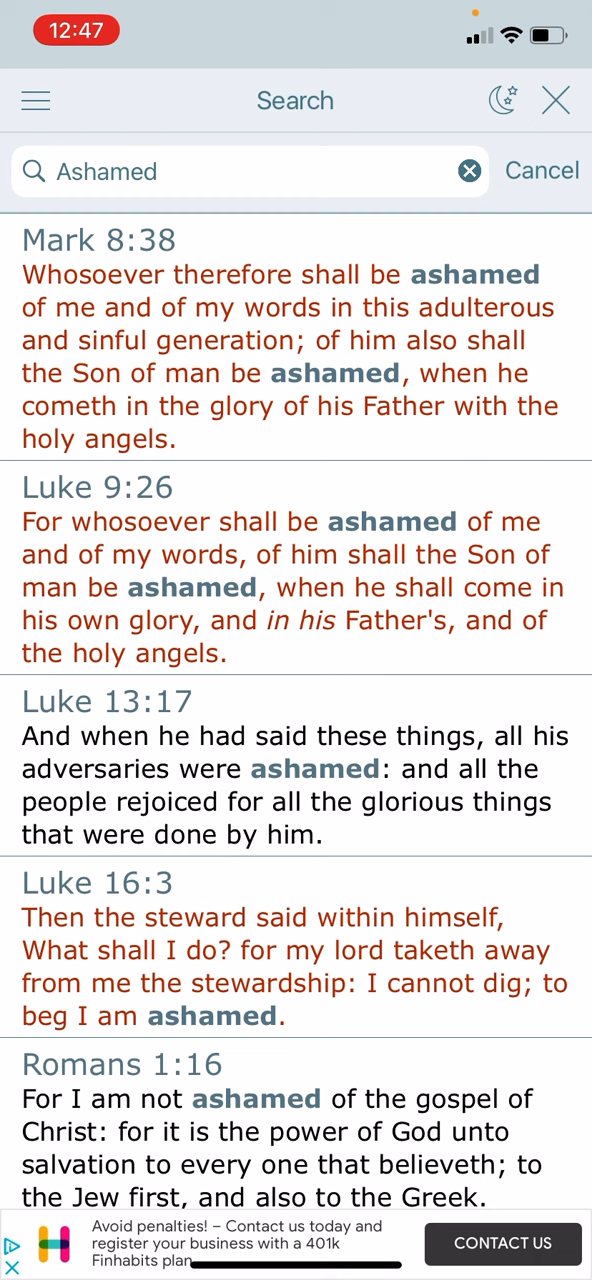 12:47
Search
Ashamed
Cancel
Mark 8:38
Whosoever therefore shall be ashamed
of me and of my words in this adulterous
and sinful generation; of him also shall
the Son of man be ashamed, when he
cometh in the glory of his Father with the
holy angels.
Luke 9:26
For whosoever shall be ashamed of me
and of my words, of him shall the Son of
man be ashamed, when he shall come in
his own glory, and in his Father's, and of
the holy angels.
Luke 13:17
And when he had said these things, all his
adversaries were ashamed: and all the
people rejoiced for all the glorious things
that were done by him.
Luke 16:3
Then the steward said within himself,
What shall I do? for my lord taketh away
from me the stewardship: I cannot dig; to
beg I am ashamed.
Romans 1:16
For I am not ashamed of the gospel of
Christ: for it is the power of God unto
salvation to every one that believeth; to
the Jew first, and also to the Greek.
Avoid penalties! – Contact us today and
register your business with a 401k
Finhabits plan
CONTACT US